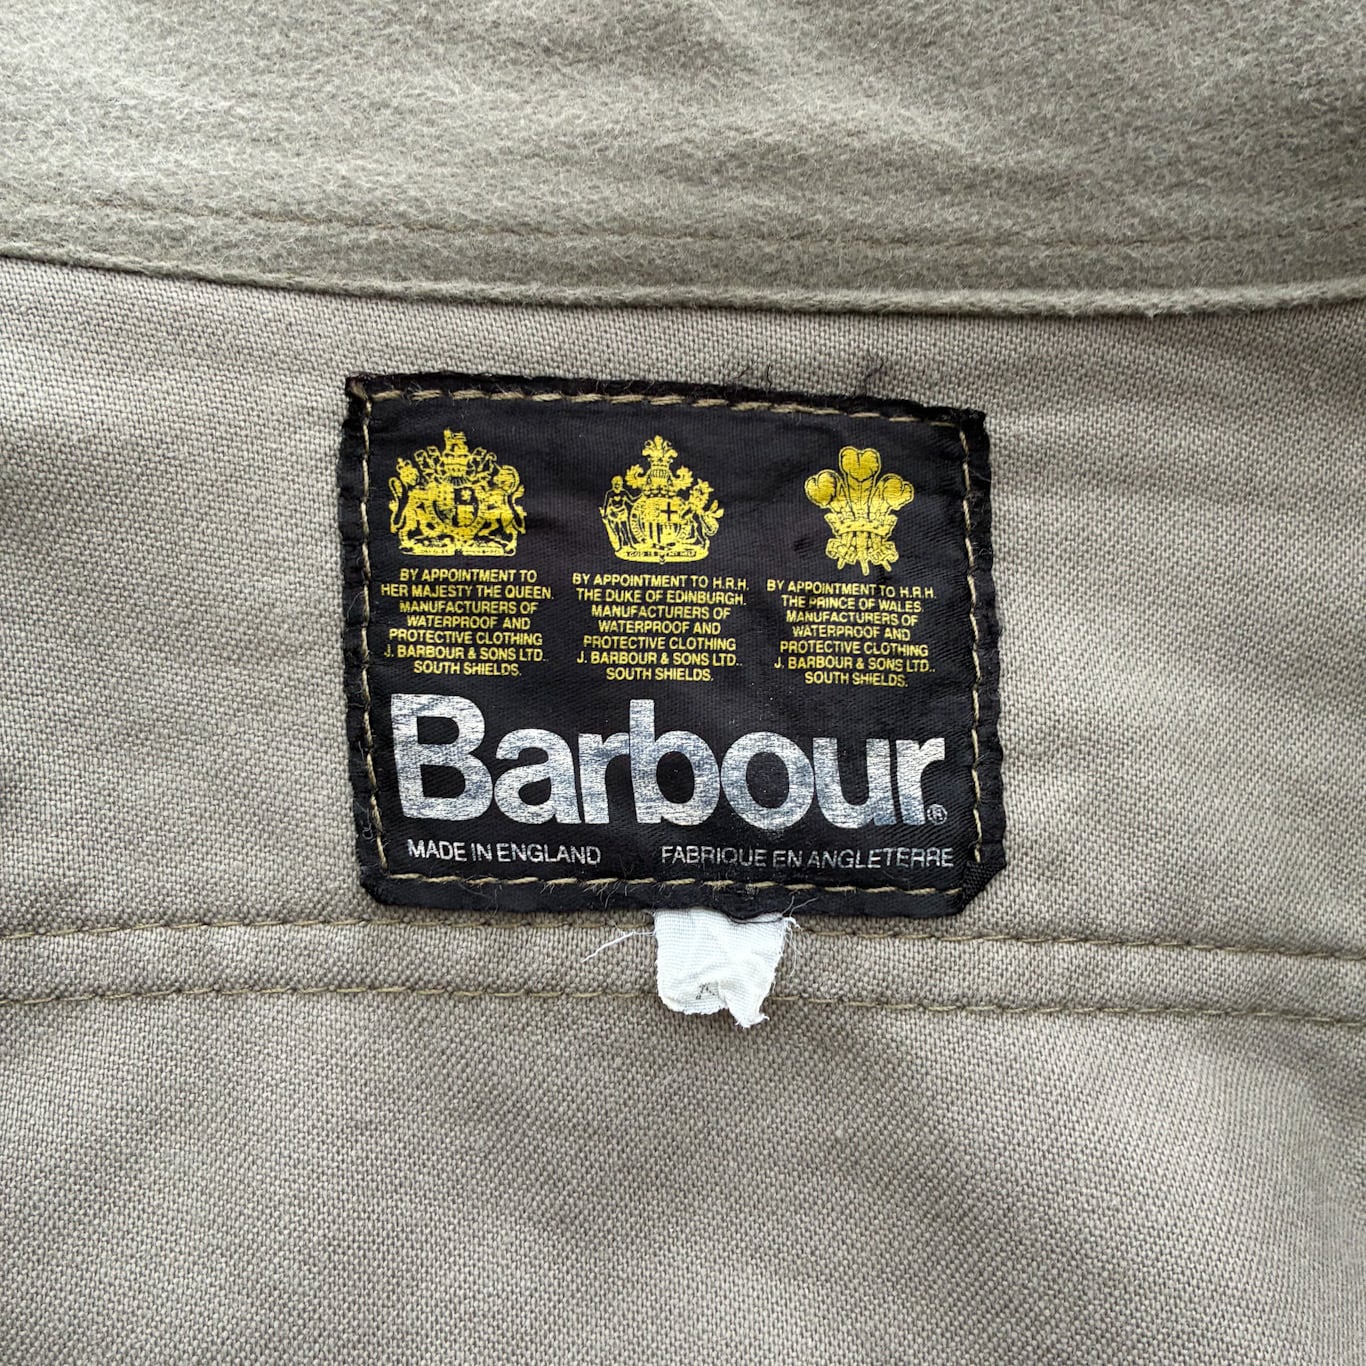 BY APPOINTMENT TO
HER MAJESTY THE QUEEN.
MANUFACTURERS OF
WATERPROOF AND
PROTECTIVE CLOTHING
J. BARBOUR & SONS LTD..
SOUTH SHIELDS.
BY APPOINTMENT TO H.R.H.
THE DUKE OF EDINBURGH.
MANUFACTURERS OF
WATERPROOF AND
PROTECTIVE CLOTHING
J. BARBOUR & SONS LTD..
SOUTH SHIELDS.
BY APPOINTMENT TO H.R.H.
THE PRINCE OF WALES.
MANUFACTURERS OF
WATERPROOF AND
PROTECTIVE CLOTHING
J. BARBOUR & SONS LTD..
SOUTH SHIELDS.
Barbour®
MADE IN ENGLAND FABRIQUE EN ANGLETERRE